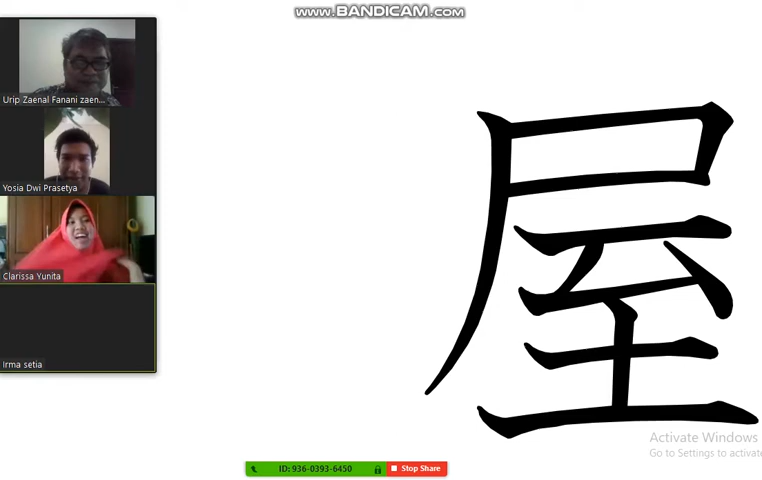 www.BANDICAM.com
Urip Zaenal Fanani zaen...
Yosia Dwi Prasetya
Clarissa Yunita
Irma setia
屋
Activate Windows
Go to Settings to activate
ID: 936-0393-6450
Stop Share